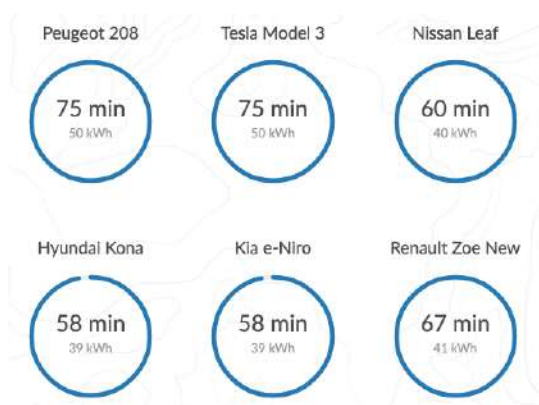 Peugeot 208
Tesla Model 3
Nissan Leaf
75 min
50 kWh
75 min
50 kWh
60 min
40 kWh
Hyundai Kona
Kia e-Niro
Renault Zoe New
58 min
39 kWh
58 min
39 kWh
67 min
41 kWh